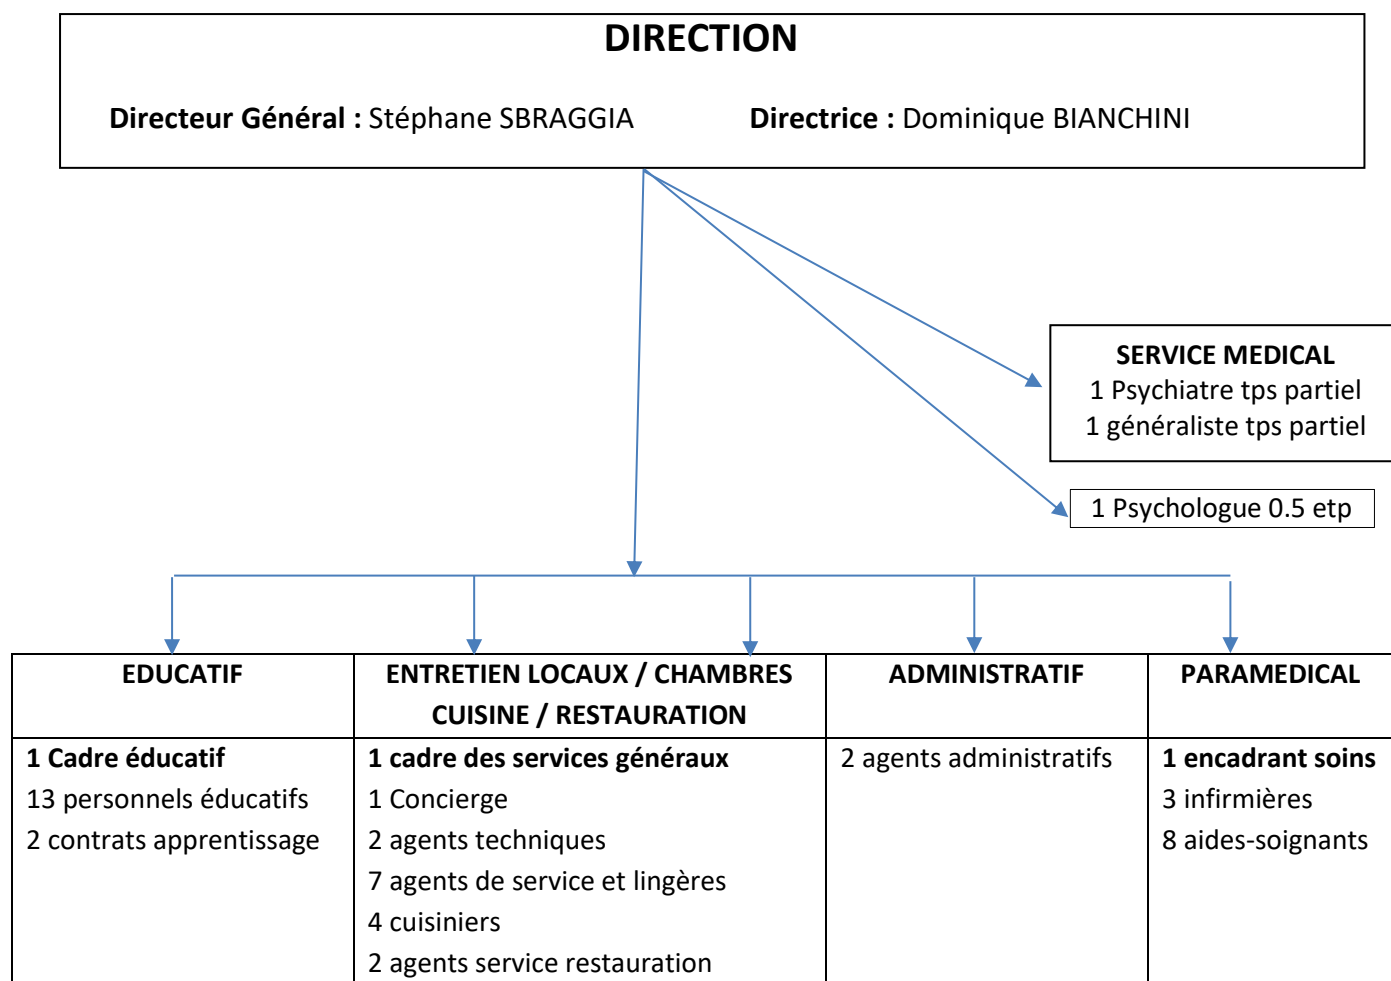 DIRECTION
Directeur Général : Stéphane SBRAGGIA Directrice : Dominique BIANCHINI
SERVICE MEDICAL
1 Psychiatre tps partiel
1 généraliste tps partiel
1 Psychologue 0.5 etp
EDUCATIF
1 Cadre éducatif
13 personnels éducatifs
2 contrats apprentissage
ENTRETIEN LOCAUX / CHAMBRES
CUISINE / RESTAURATION
1 cadre des services généraux
1 Concierge
2 agents techniques
7 agents de service et lingères
4 cuisiniers
2 agents service restauration
ADMINISTRATIF
2 agents administratifs
PARAMEDICAL
1 encadrant soins
3 infirmières
8 aides-soignants